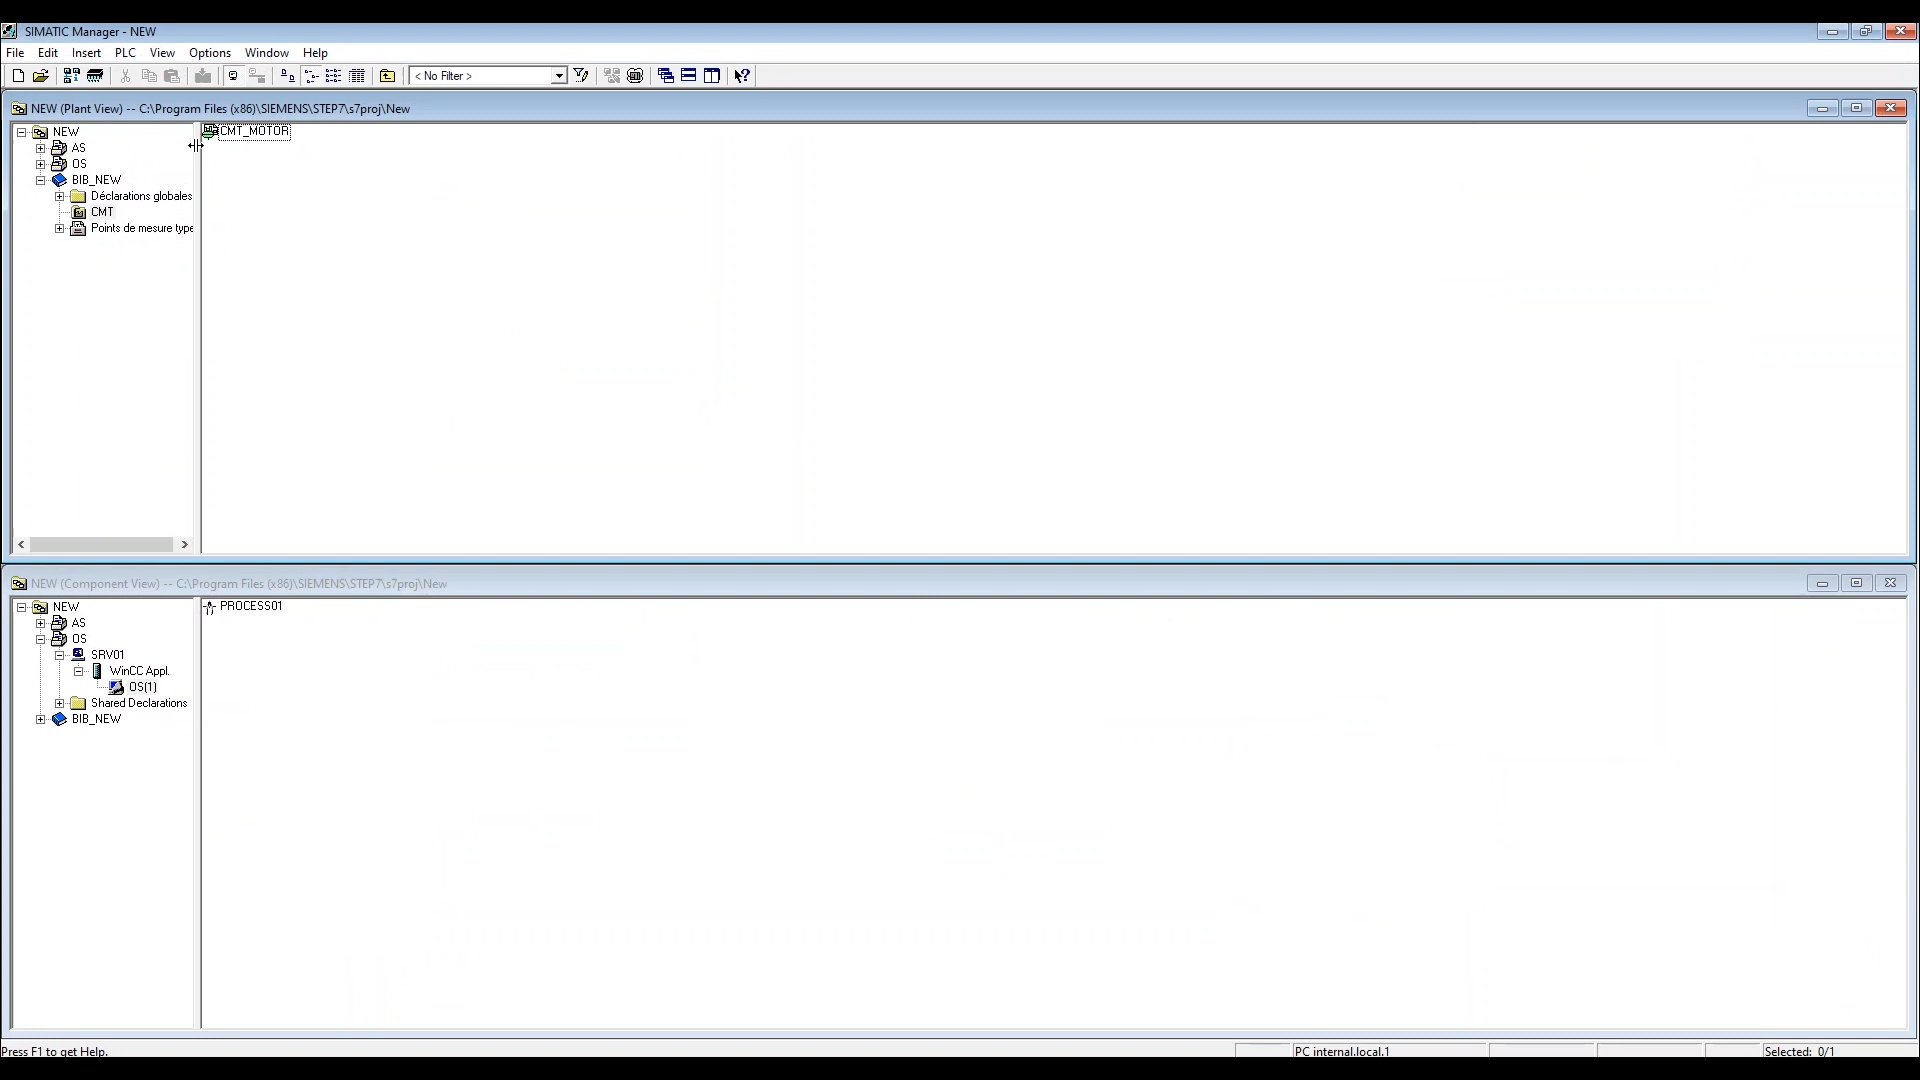 SIMATIC Manager - NEW
File Edit Insert PLC View Options Window Help
< No Filter >
NEW (Plant View) -- C:\Program Files (x86)\SIEMENS\STEP7\s7proj\New
NEW
AS
OS
BIB_NEW
Déclarations globales
CMT
Points de mesure type
CMT_MOTOR
NEW (Component View) -- C:\Program Files (x86)\SIEMENS\STEP7\s7proj\New
NEW
AS
OS
SRV01
WinCC Appl.
OS(1)
Shared Declarations
BIB_NEW
PROCESS01
Press F1 to get Help.
PC internal.local.1
Selected: 0/1